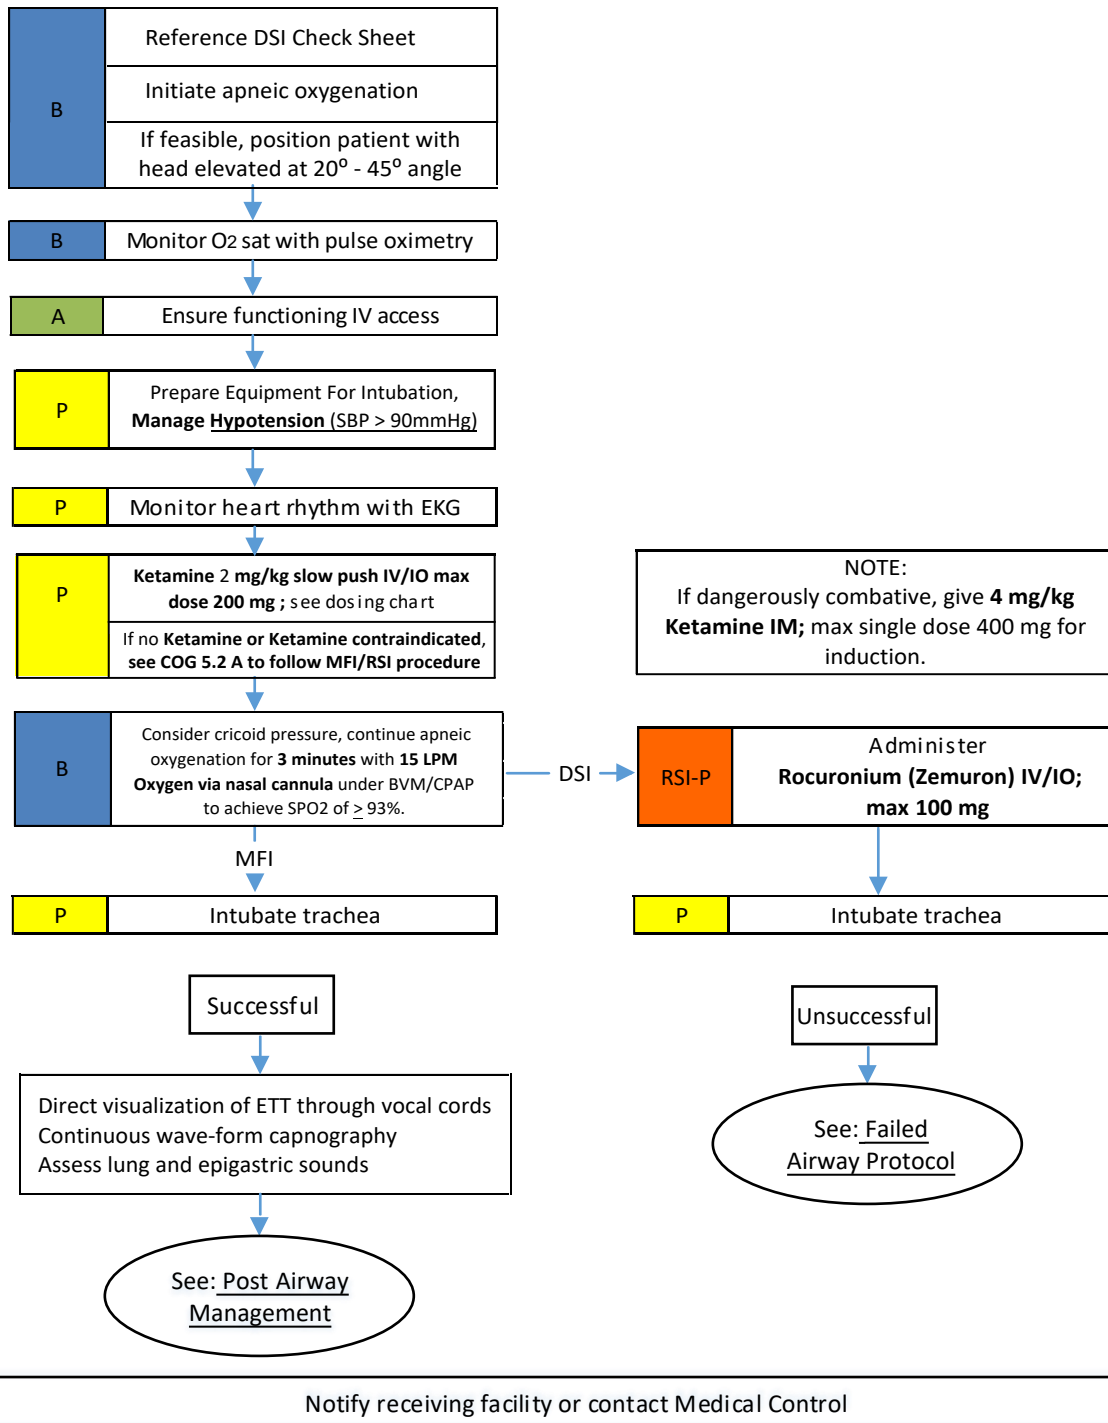 B
Reference DSI Check Sheet
Initiate apneic oxygenation
If feasible, position patient with
head elevated at 20º - 45º angle
B
Monitor O2 sat with pulse oximetry
A
Ensure functioning IV access
P
Prepare Equipment For Intubation,
Manage Hypotension (SBP > 90mmHg)
P
Monitor heart rhythm with EKG
P
Ketamine 2 mg/kg slow push IV/IO max
dose 200 mg ; see dosing chart
If no Ketamine or Ketamine contraindicated,
see COG 5.2 A to follow MFI/RSI procedure
NOTE:
If dangerously combative, give 4 mg/kg
Ketamine IM; max single dose 400 mg for
induction.
B
Consider cricoid pressure, continue apneic
oxygenation for 3 minutes with 15 LPM
Oxygen via nasal cannula under BVM/CPAP
to achieve SPO2 of > 93%.
DSI
RSI-P
Administer
Rocuronium (Zemuron) IV/IO;
max 100 mg
MFI
P
Intubate trachea
P
Intubate trachea
Successful
Unsuccessful
Direct visualization of ETT through vocal cords
Continuous wave-form capnography
Assess lung and epigastric sounds
See: Failed
Airway Protocol
See: Post Airway
Management
Notify receiving facility or contact Medical Control